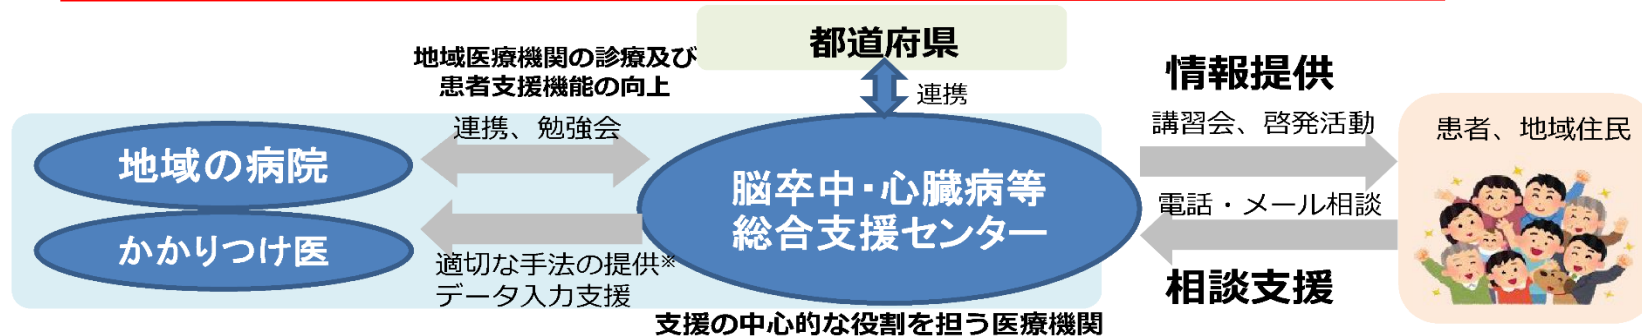 都道府県
地域医療機関の診療及び
患者支援機能の向上
連携
情報提供
連携、勉強会
講習会、啓発活動
患者、地域住民
地域の病院
脳卒中・心臓病等
総合支援センター
電話・メール相談
かかりつけ医
適切な手法の提供※
データ入力支援
相談支援
支援の中心的な役割を担う医療機関